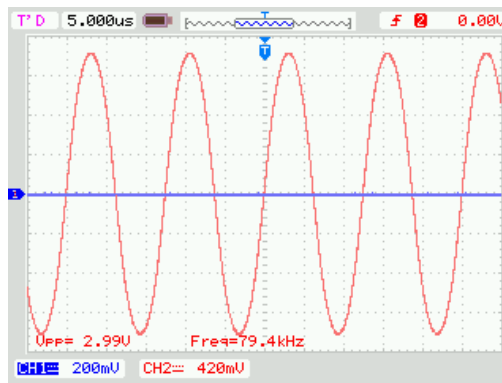 T'D 5.000us T ƒ 2 0.00V
T
1
Vpp= 2.99V Freq=79.4kHz
CH1 200mV CH2 420mV